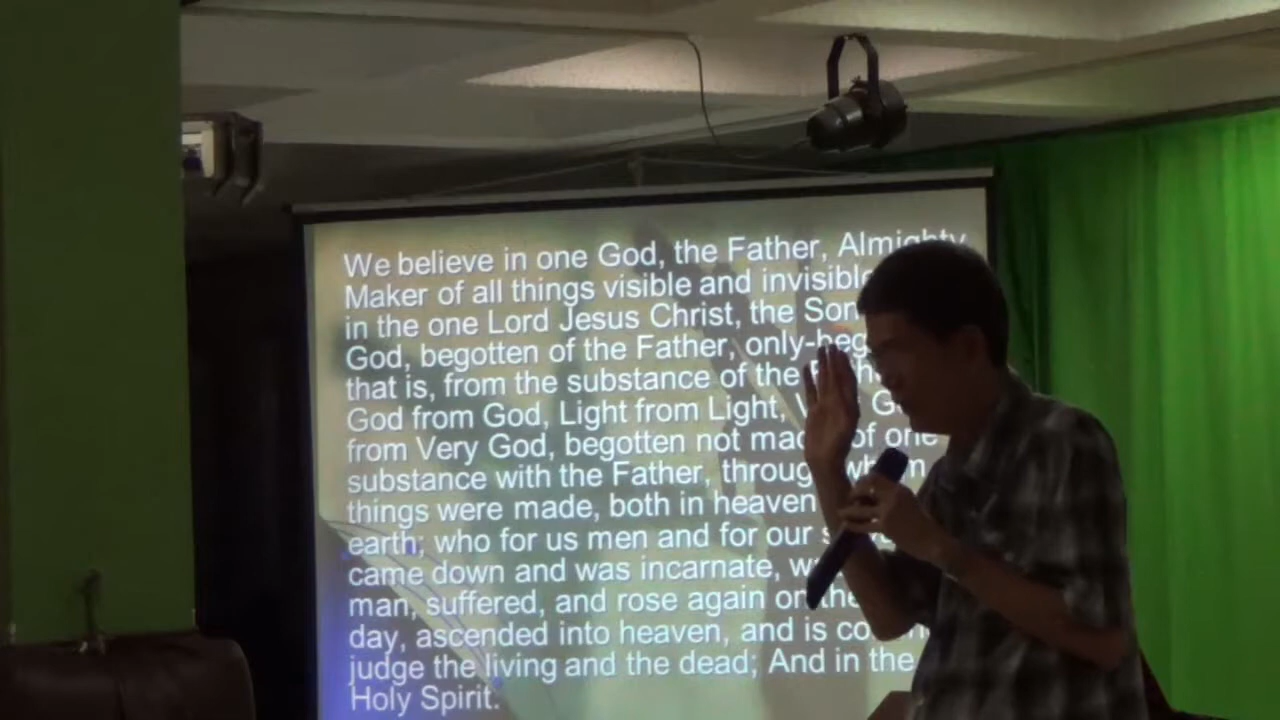 We believe in one God, the Father, Almighty
Maker of all things visible and invisible
in the one Lord Jesus Christ, the Son
God, begotten of the Father,
that is, from the substance of the
God from God, Light from Light,
from Very God, begotten not of one
substance with the Father,
things were made, both in heaven
earth; who for us men and for our
came down and was incarnate,
man, suffered, and rose again on the
day, ascended into heaven, and is
judge the living and the dead; And in the
Holy Spirit.